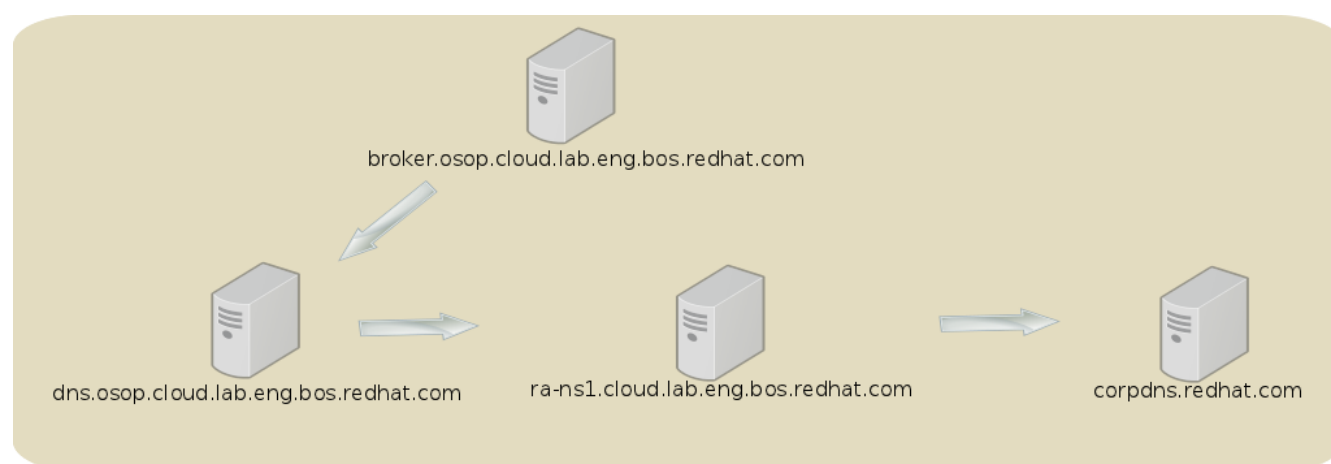 broker.osop.cloud.lab.eng.bos.redhat.com
dns.osop.cloud.lab.eng.bos.redhat.com
ra-ns1.cloud.lab.eng.bos.redhat.com
corpdns.redhat.com